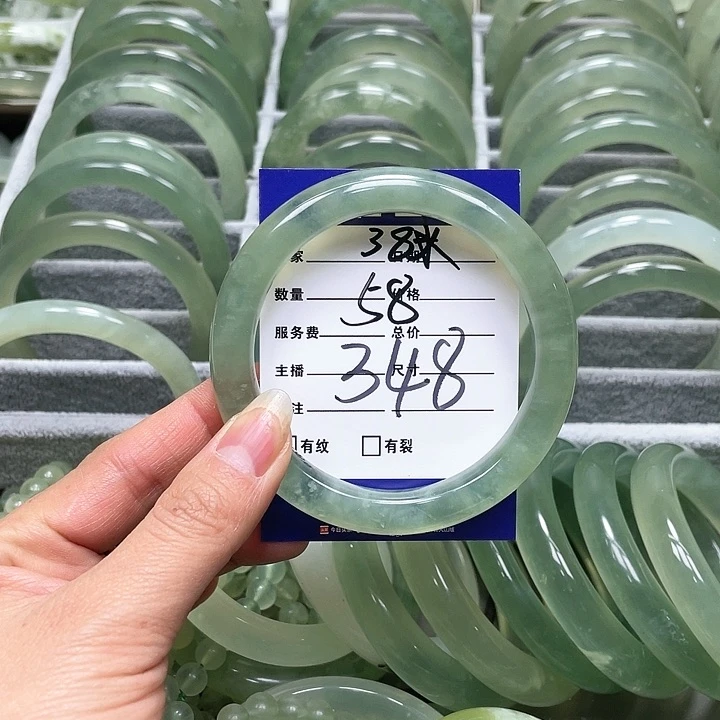 家 38
数量 58 格
服务费 总价
主播 348 尺寸
注
有纹 有裂